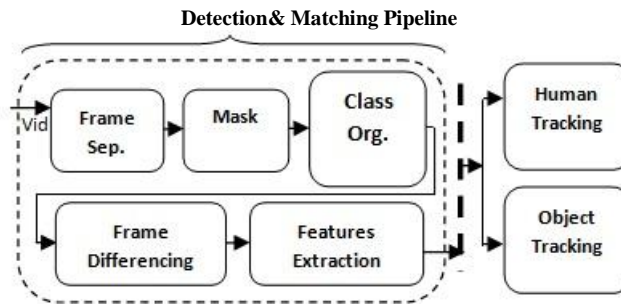 Detection& Matching Pipeline
Vid
Frame
Sep.
Mask
Class
Org.
Human
Tracking
Frame
Differencing
Features
Extraction
Object
Tracking